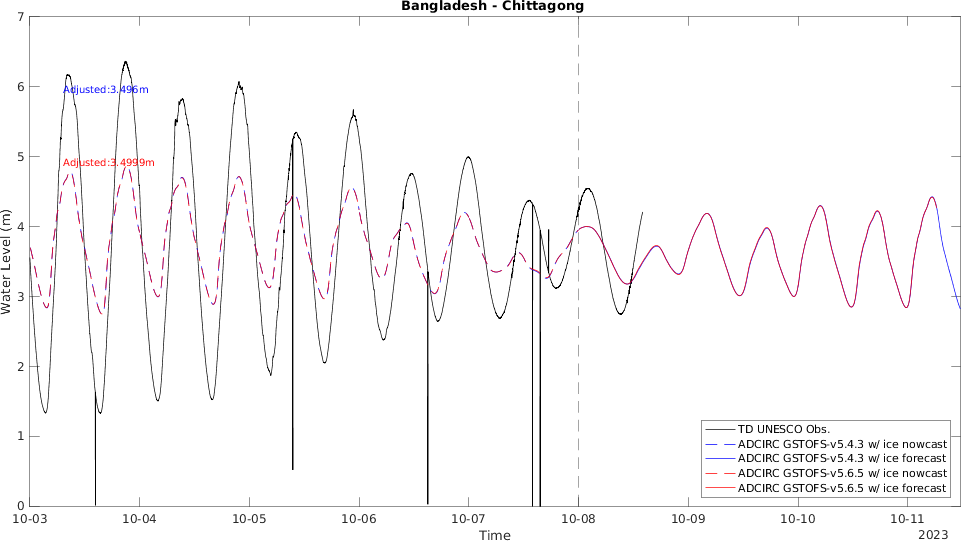 Bangladesh - Chittagong
7
6
5
4
3
2
1
0
Water Level (m)
Adjusted:3.496m
Adjusted:3.4999m
TD UNESCO Obs.
ADCIRC GSTOFS-v5.4.3 w/ ice nowcast
ADCIRC GSTOFS-v5.4.3 w/ ice forecast
ADCIRC GSTOFS-v5.6.5 w/ ice nowcast
ADCIRC GSTOFS-v5.6.5 w/ ice forecast
10-03 10-04 10-05 10-06 10-07 10-08 10-09 10-10 10-11
Time
2023